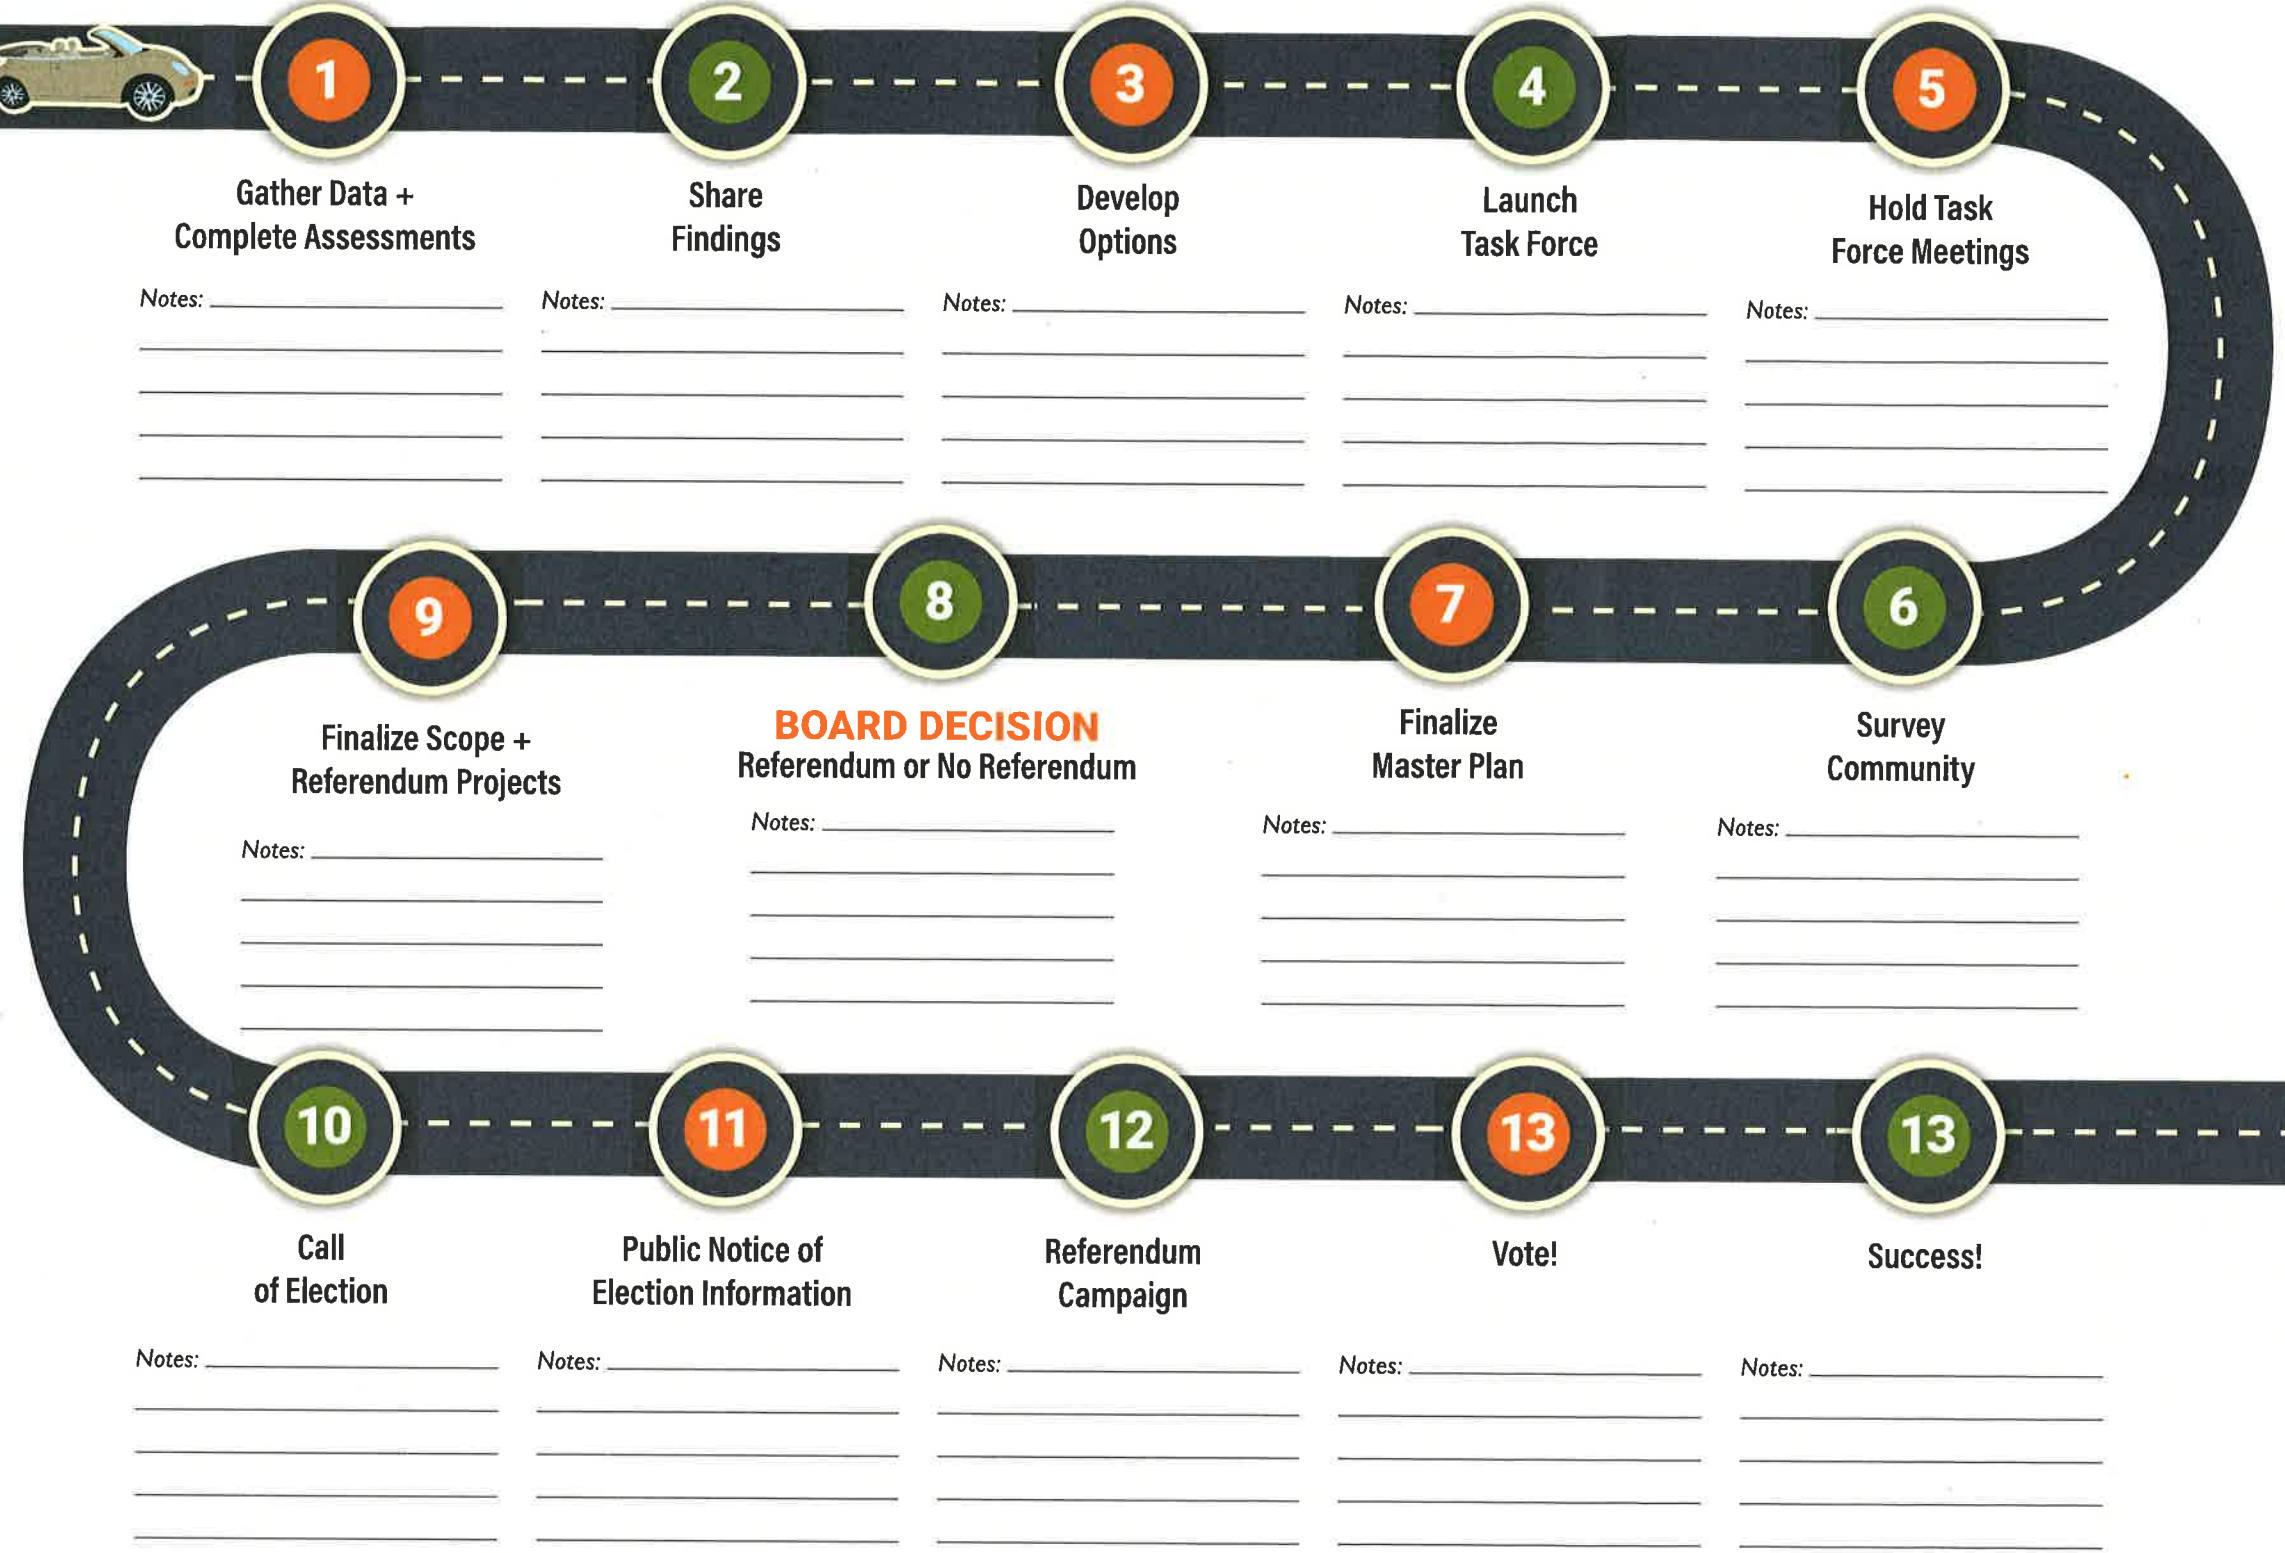 1
2
3
4
5
Gather Data +
Complete Assessments
Share
Findings
Develop
Options
Launch
Task Force
Hold Task
Force Meetings
Notes:
Notes:
Notes:
Notes:
Notes:
9
8
7
6
Finalize Scope +
Referendum Projects
BOARD DECISION
Referendum or No Referendum
Finalize
Master Plan
Survey
Community
Notes:
Notes:
Notes:
Notes:
10
11
12
13
13
Call
of Election
Public Notice of
Election Information
Referendum
Campaign
Vote!
Success!
Notes:
Notes:
Notes:
Notes:
Notes: